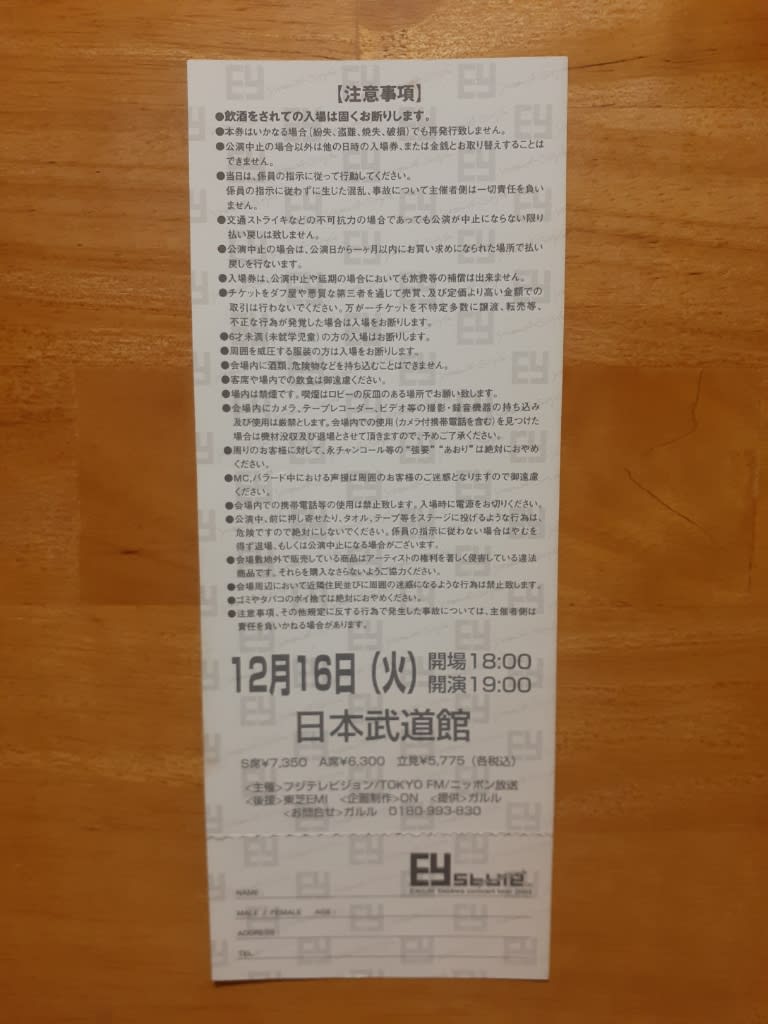 【注意事項】
●飲酒をされての入場は固くお断りします。
●本券はいかなる場合(紛失、盗難、焼失、破損)でも再発行致しません。
●公演中止の場合以外は他の日時の入場券、または金銭とお取り替えすることは
できません。
●当日は、係員の指示に従って行動してください。
係員の指示に従わずに生じた混乱、事故について主催者側は一切責任を負い
ません。
●交通ストライキなどの不可抗力の場合であっても公演が中止にならない限り
払い戻しは致しません。
●公演中止の場合は、公演日から一ヶ月以内にお買い求めになられた場所で払い
戻しを行ないます。
●入場券は、公演中止や延期の場合においても旅費等の補償は出来ません。
●チケットをダフ屋や悪質な第三者を通じて売買、及び定価より高い金額での
取引は行わないでください。万が一チケットを不特定多数に譲渡、転売等、
不正な行為が発覚した場合は入場をお断りします。
●6才未満(未就学児童)の方の入場はお断りします。
●周囲を威圧する服装の方は入場をお断りします。
●会場内に酒類、危険物などを持ち込むことはできません。
●客席や場内での飲食は御遠慮ください。
●場内は禁煙です。喫煙はロビーの灰皿のある場所でお願い致します。
●会場内にカメラ、テープレコーダー、ビデオ等の撮影・録音機器の持ち込み
及び使用は厳禁とします。会場内での使用(カメラ付携帯電話を含む)を見つけた
場合は機材没収及び退場とさせて頂きますので、予めご了承ください。
●周りのお客様に対して、永チャンコール等の“強要”“あおり”は絶対におやめ
ください。
●MC,バラード中における声援は周囲のお客様のご迷惑となりますので御遠慮
ください。
●会場内での携帯電話等の使用は禁止致します。入場時に電源をお切りください。
●公演中、前に押し寄せたり、タオル、テープ等をステージに投げるような行為は、
危険ですので絶対にしないでください。係員の指示に従わない場合はやむを
得ず退場、もしくは公演中止になる場合がございます。
●会場敷地外で販売している商品はアーティストの権利を著しく侵害している違法
商品です。それらを購入なさらないようご協力ください。
●会場周辺において近隣住民並びに周囲の迷惑になるような行為は禁止致します。
●ゴミやタバコのポイ捨ては絶対におやめください。
●注意事項、その他規定に反する行為で発生した事故については、主催者側は
責任を負いかねる場合があります。
12月16日(火) 開場18:00
開演19:00
日本武道館
S席¥7,350 A席¥6,300 立見¥5,775(各税込)
<主催>フジテレビジョン/TOKYO FM/ニッポン放送
<後援>東芝EMI <企画制作>ON <提供>ガルル
<お問合せ>ガルル 0180-993-830
EY STYLE
NAME
MALE / FEMALE AGE:
ADDRESS
TEL.